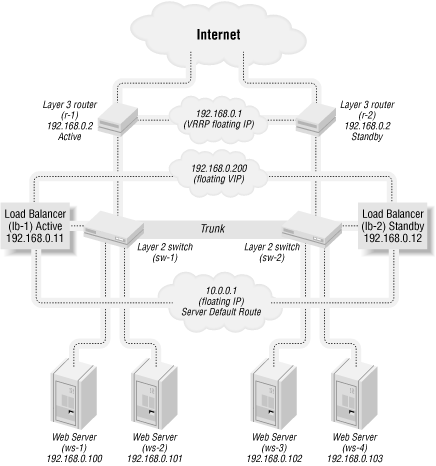 Internet
Layer 3 router
(r-1)
192.168.0.2
Active
192.168.0.1
(VRRP floating IP)
Layer 3 router
(r-2)
192.168.0.2
Standby
192.168.0.200
(floating VIP)
Load Balancer
(lb-1) Active
192.168.0.11
Trunk
Load Balancer
(lb-2) Standby
192.168.0.12
Layer 2 switch
(sw-1)
Layer 2 switch
(sw-2)
10.0.0.1
(floating IP)
Server Default Route
Web Server
(ws-1)
192.168.0.100
Web Server
(ws-2)
192.168.0.101
Web Server
(ws-3)
192.168.0.102
Web Server
(ws-4)
192.168.0.103